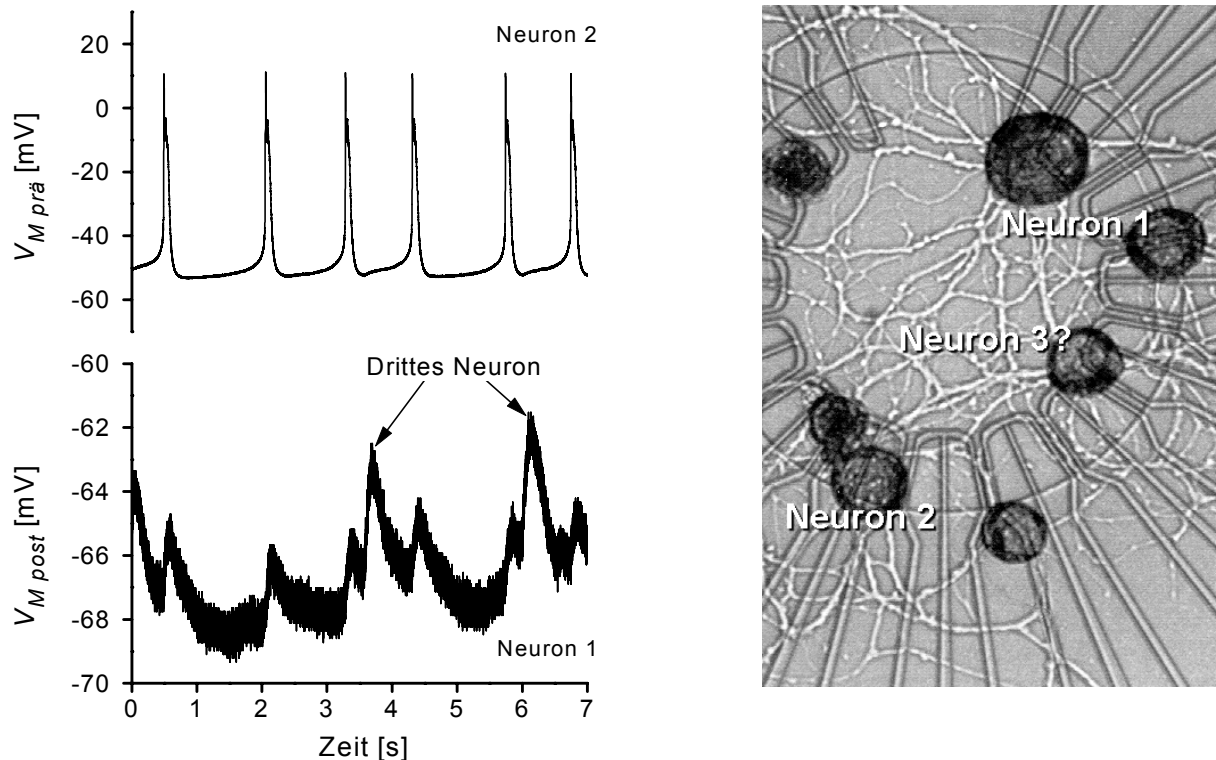 Neuron 2
20
0
-20
-40
-60
V_M prä [mV]
-60
-62
-64
-66
-68
-70
V_M post [mV]
Drittes Neuron
Neuron 1
0 1 2 3 4 5 6 7
Zeit [s]
Neuron 1
Neuron 3?
Neuron 2